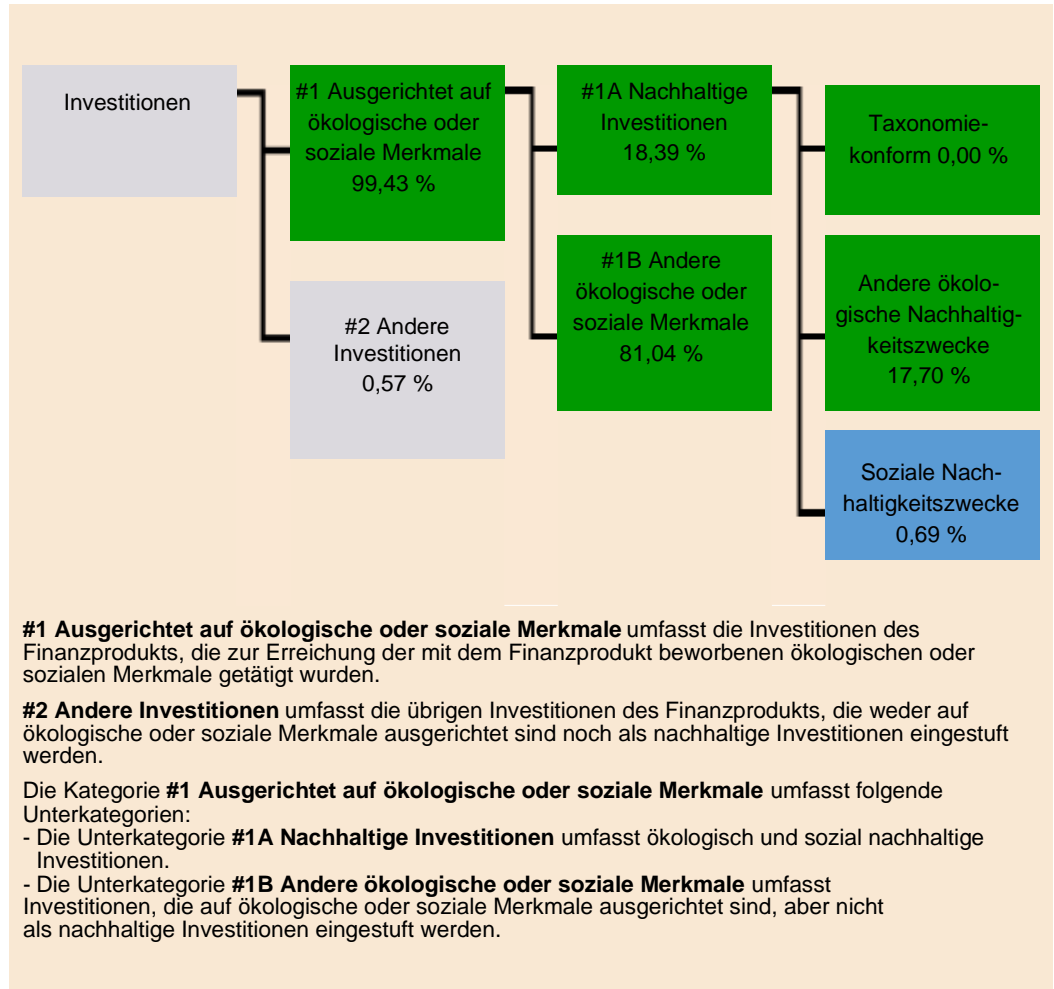 Investitionen
#1 Ausgerichtet auf
ökologische oder
soziale Merkmale
99,43 %
#2 Andere
Investitionen
0,57 %
#1A Nachhaltige
Investitionen
18,39 %
#1B Andere
ökologische oder
soziale Merkmale
81,04 %
Taxonomie-
konform 0,00 %
Andere ökolo-
gische Nachhaltig-
keitszwecke
17,70 %
Soziale Nach-
haltigkeitszwecke
0,69 %
#1 Ausgerichtet auf ökologische oder soziale Merkmale umfasst die Investitionen des
Finanzprodukts, die zur Erreichung der mit dem Finanzprodukt beworbenen ökologischen oder
sozialen Merkmale getätigt wurden.
#2 Andere Investitionen umfasst die übrigen Investitionen des Finanzprodukts, die weder auf
ökologische oder soziale Merkmale ausgerichtet sind noch als nachhaltige Investitionen eingestuft
werden.
Die Kategorie #1 Ausgerichtet auf ökologische oder soziale Merkmale umfasst folgende
Unterkategorien:
- Die Unterkategorie #1A Nachhaltige Investitionen umfasst ökologisch und sozial nachhaltige
Investitionen.
- Die Unterkategorie #1B Andere ökologische oder soziale Merkmale umfasst
Investitionen, die auf ökologische oder soziale Merkmale ausgerichtet sind, aber nicht
als nachhaltige Investitionen eingestuft werden.